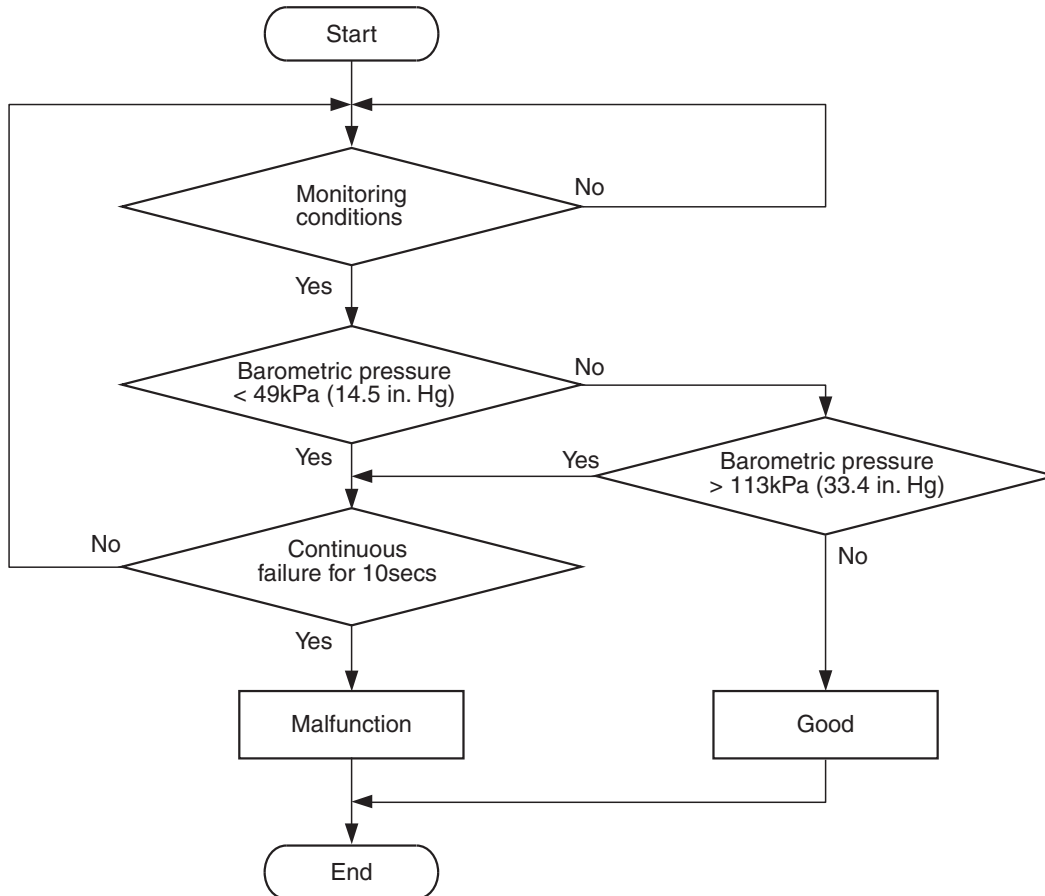 Start
Monitoring
conditions
No
Yes
Barometric pressure
< 49kPa (14.5 in. Hg)
No
Yes
Yes
Barometric pressure
> 113kPa (33.4 in. Hg)
No
Continuous
failure for 10secs
No
Yes
Malfunction
Good
End